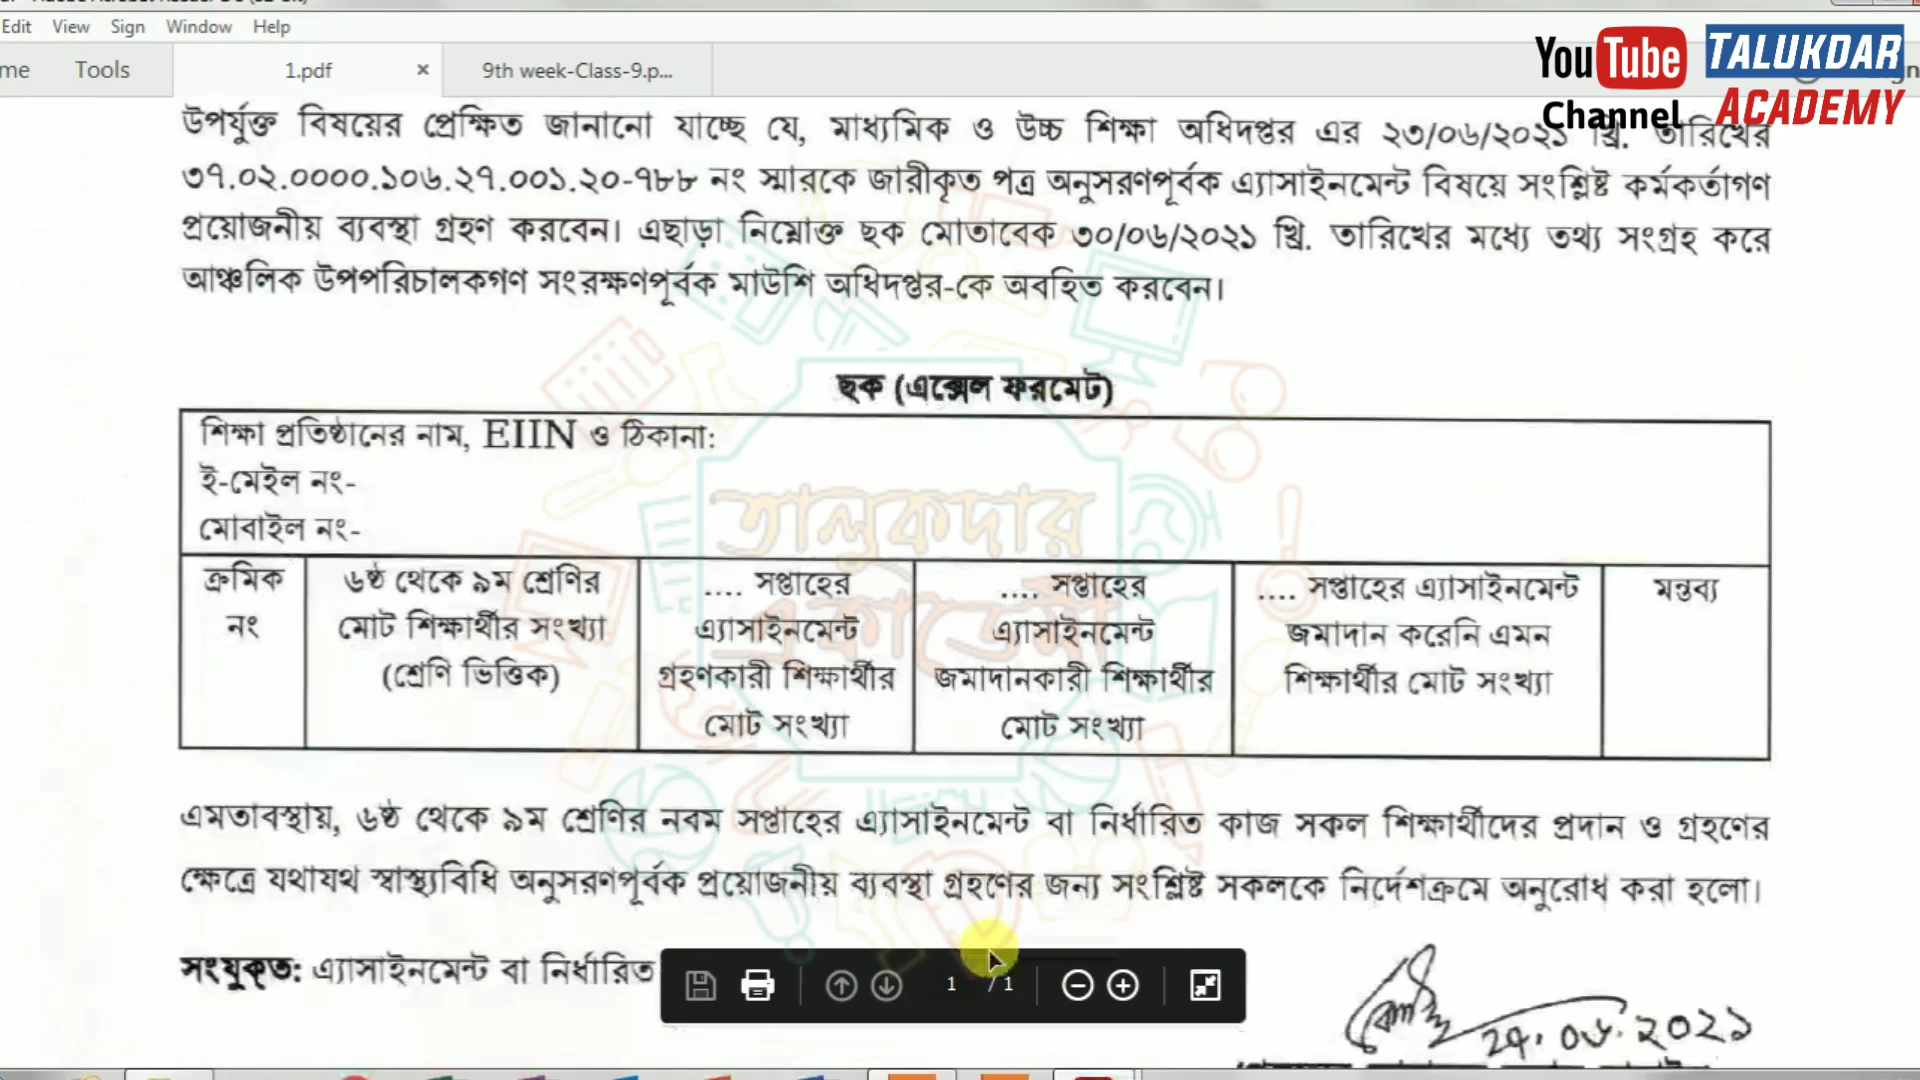 Edit View Sign Window Help
me Tools 1.pdf × 9th week-Class-9.p...
YouTube Channel
TALUKDAR ACADEMY
উপর্যুক্ত বিষয়ের প্রেক্ষিত জানানো যাচ্ছে যে, মাধ্যমিক ও উচ্চ শিক্ষা অধিদপ্তর এর ২৩/০৬/২০২১ খ্রি. তারিখের
৩৭.০২.০০০০.১০৬.২৭.০০১.২০-৭৮৮ নং স্মারকে জারীকৃত পত্র অনুসরণপূর্বক এ্যাসাইনমেন্ট বিষয়ে সংশ্লিষ্ট কর্মকর্তাগণ
প্রয়োজনীয় ব্যবস্থা গ্রহণ করবেন। এছাড়া নিম্নোক্ত ছক মোতাবেক ৩০/০৬/২০২১ খ্রি. তারিখের মধ্যে তথ্য সংগ্রহ করে
আঞ্চলিক উপপরিচালকগণ সংরক্ষণপূর্বক মাউশি অধিদপ্তর-কে অবহিত করবেন।
ছক (এক্সেল ফরমেট)
শিক্ষা প্রতিষ্ঠানের নাম, EIIN ও ঠিকানা:
ই-মেইল নং-
মোবাইল নং-
তালুকদার
একাডেমী
ক্রমিক
নং
৬ষ্ঠ থেকে ৯ম শ্রেণির
মোট শিক্ষার্থীর সংখ্যা
(শ্রেণি ভিত্তিক)
.... সপ্তাহের
এ্যাসাইনমেন্ট
গ্রহণকারী শিক্ষার্থীর
মোট সংখ্যা
.... সপ্তাহের
এ্যাসাইনমেন্ট
জমাদানকারী শিক্ষার্থীর
মোট সংখ্যা
.... সপ্তাহের এ্যাসাইনমেন্ট
জমাদান করেনি এমন
শিক্ষার্থীর মোট সংখ্যা
মন্তব্য
এমতাবস্থায়, ৬ষ্ঠ থেকে ৯ম শ্রেণির নবম সপ্তাহের এ্যাসাইনমেন্ট বা নির্ধারিত কাজ সকল শিক্ষার্থীদের প্রদান ও গ্রহণের
ক্ষেত্রে যথাযথ স্বাস্থ্যবিধি অনুসরণপূর্বক প্রয়োজনীয় ব্যবস্থা গ্রহণের জন্য সংশ্লিষ্ট সকলকে নির্দেশক্রমে অনুরোধ করা হলো।
সংযুক্ত: এ্যাসাইনমেন্ট বা নির্ধারিত
1 / 1
২৭.০৬.২০২১